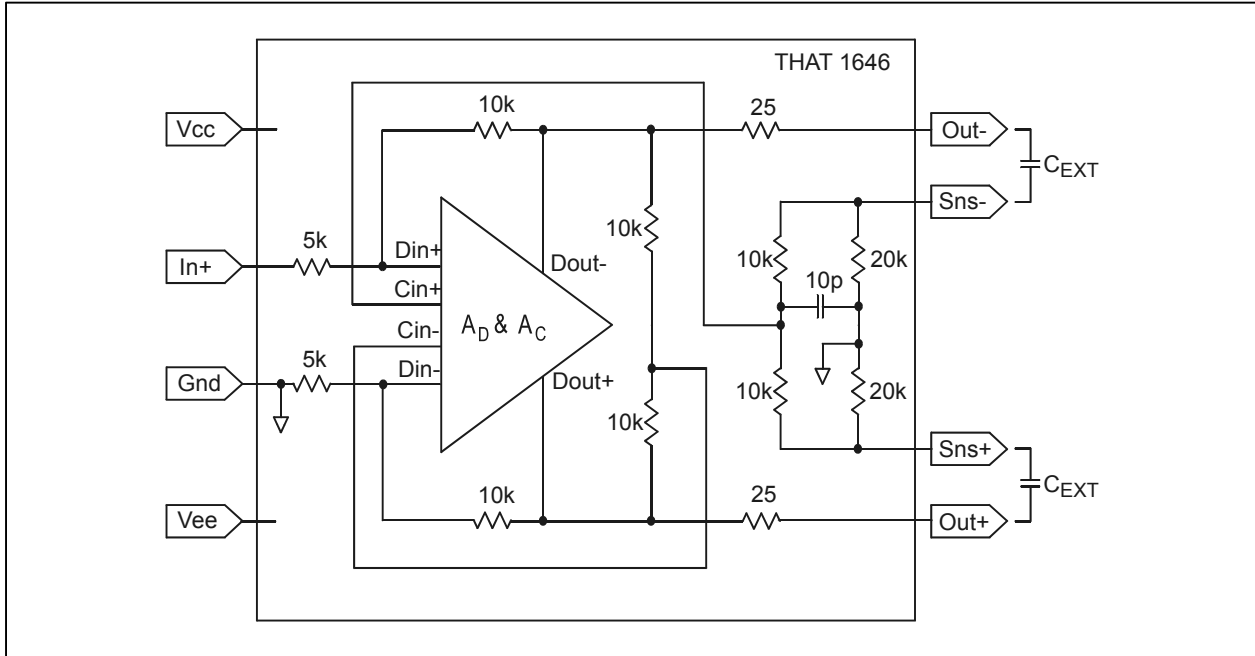 THAT 1646
10k
25
Vcc
Out-
CEXT
Sns-
5k
10k
In+
Din+
Dout-
10k
20k
Cin+
10p
AD & AC
Cin-
5k
Gnd
Din-
Dout+
10k
10k
20k
Sns+
CEXT
10k
25
Vee
Out+